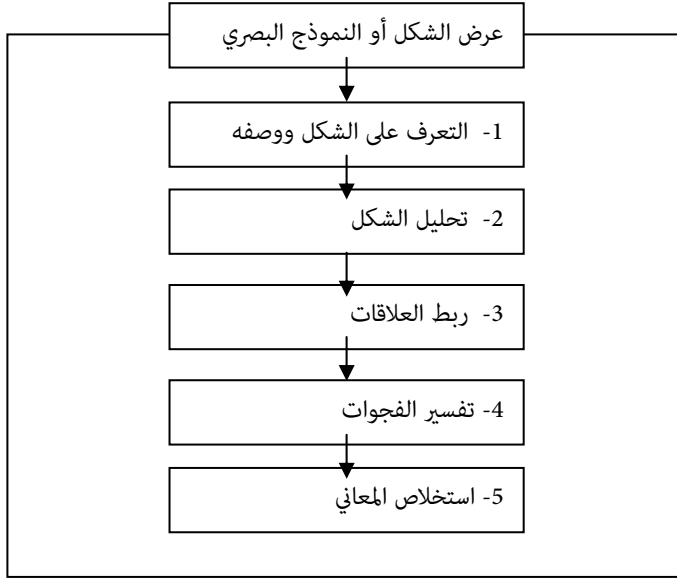 عرض الشكل أو النموذج البصري
1- التعرف على الشكل ووصفه
2- تحليل الشكل
3- ربط العلاقات
4- تفسير الفجوات
5- استخلاص المعاني